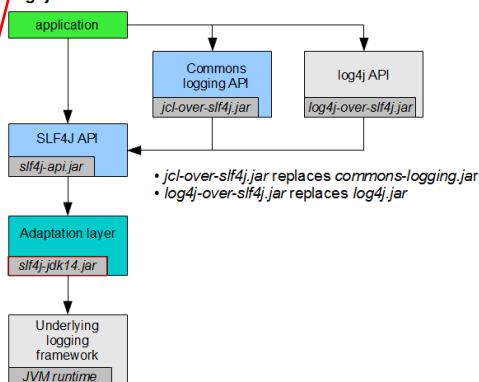 application
Commons
logging API
jcl-over-slf4j.jar
log4j API
log4j-over-slf4j.jar
SLF4J API
slf4j-api.jar
• jcl-over-slf4j.jar replaces commons-logging.jar
• log4j-over-slf4j.jar replaces log4j.jar
Adaptation layer
slf4j-jdk14.jar
Underlying
logging
framework
JVM runtime